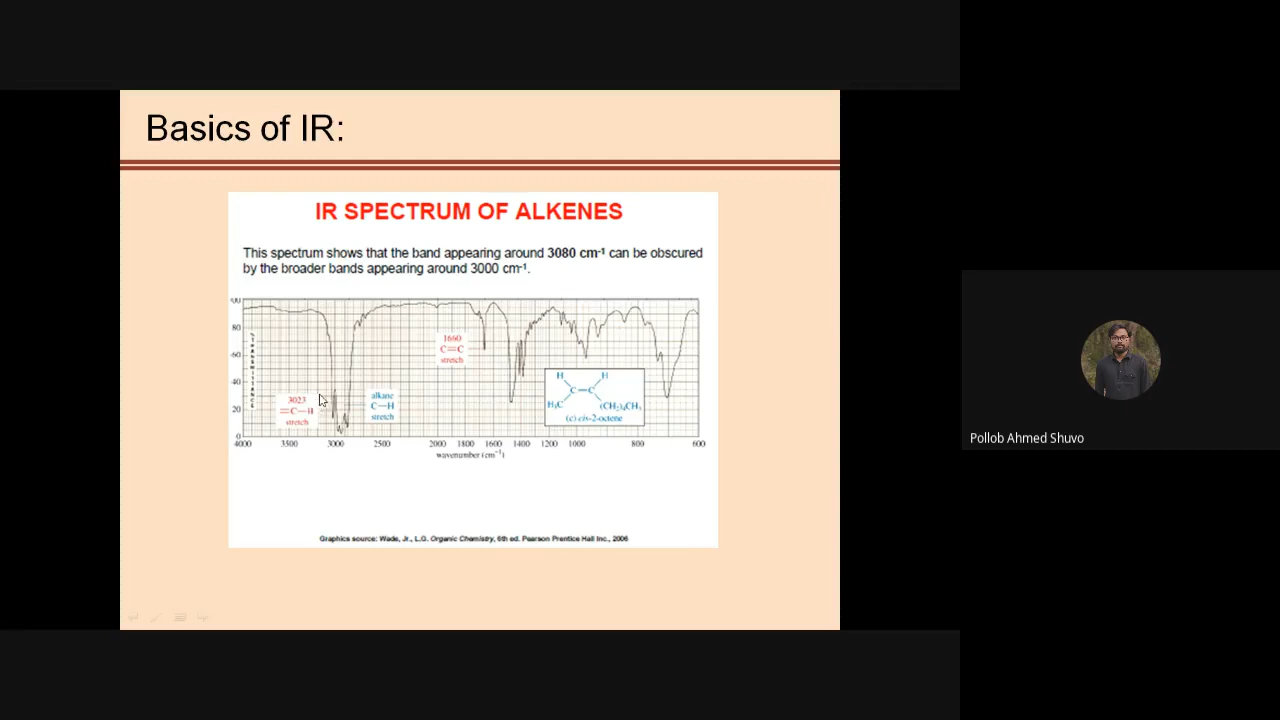 Basics of IR:
IR SPECTRUM OF ALKENES
This spectrum shows that the band appearing around 3080 cm-1 can be obscured
by the broader bands appearing around 3000 cm-1.
80
60
40
20
0
TRANSMITTANCE
3023
=C—H
stretch
alkane
C—H
stretch
1660
C=C
stretch
H H
C=C
H₃C (CH₂)₄CH₃
(c) cis-2-octene
4000 3500 3000 2500 2000 1800 1600 1400 1200 1000 800 600
wavenumber (cm-1)
Graphics source: Wade, Jr., L.G. Organic Chemistry, 6th ed. Pearson Prentice Hall Inc., 2006
Pollob Ahmed Shuvo